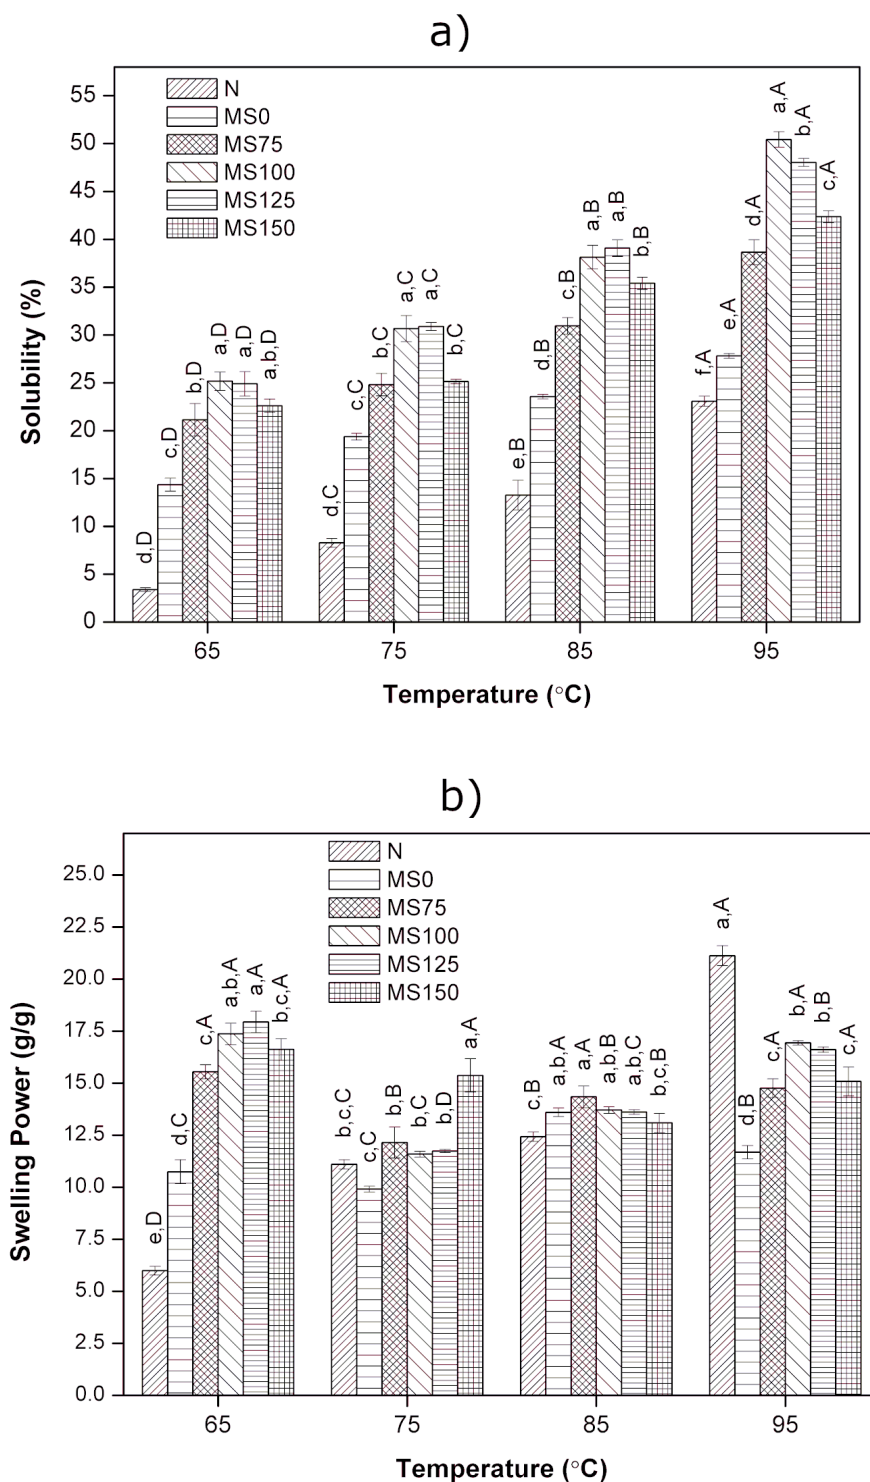 a)
N
MS0
MS75
MS100
MS125
MS150
55
50
45
40
35
30
25
20
15
10
5
0
Solubility (%)
d,D
c,D
b,D
a,D
a,D
a,b,D
d,C
c,C
b,C
a,C
a,C
b,C
e,B
d,B
c,B
a,B
a,B
b,B
f,A
e,A
d,A
a,A
b,A
c,A
65 75 85 95
Temperature (°C)
b)
N
MS0
MS75
MS100
MS125
MS150
25.0
22.5
20.0
17.5
15.0
12.5
10.0
7.5
5.0
2.5
0.0
Swelling Power (g/g)
e,D
d,C
c,A
a,b,A
a,A
b,c,A
b,c,C
c,C
b,B
b,C
b,D
a,A
c,B
a,b,A
a,A
a,b,B
a,b,C
b,c,B
a,A
d,B
c,A
b,A
b,B
c,A
65 75 85 95
Temperature (°C)